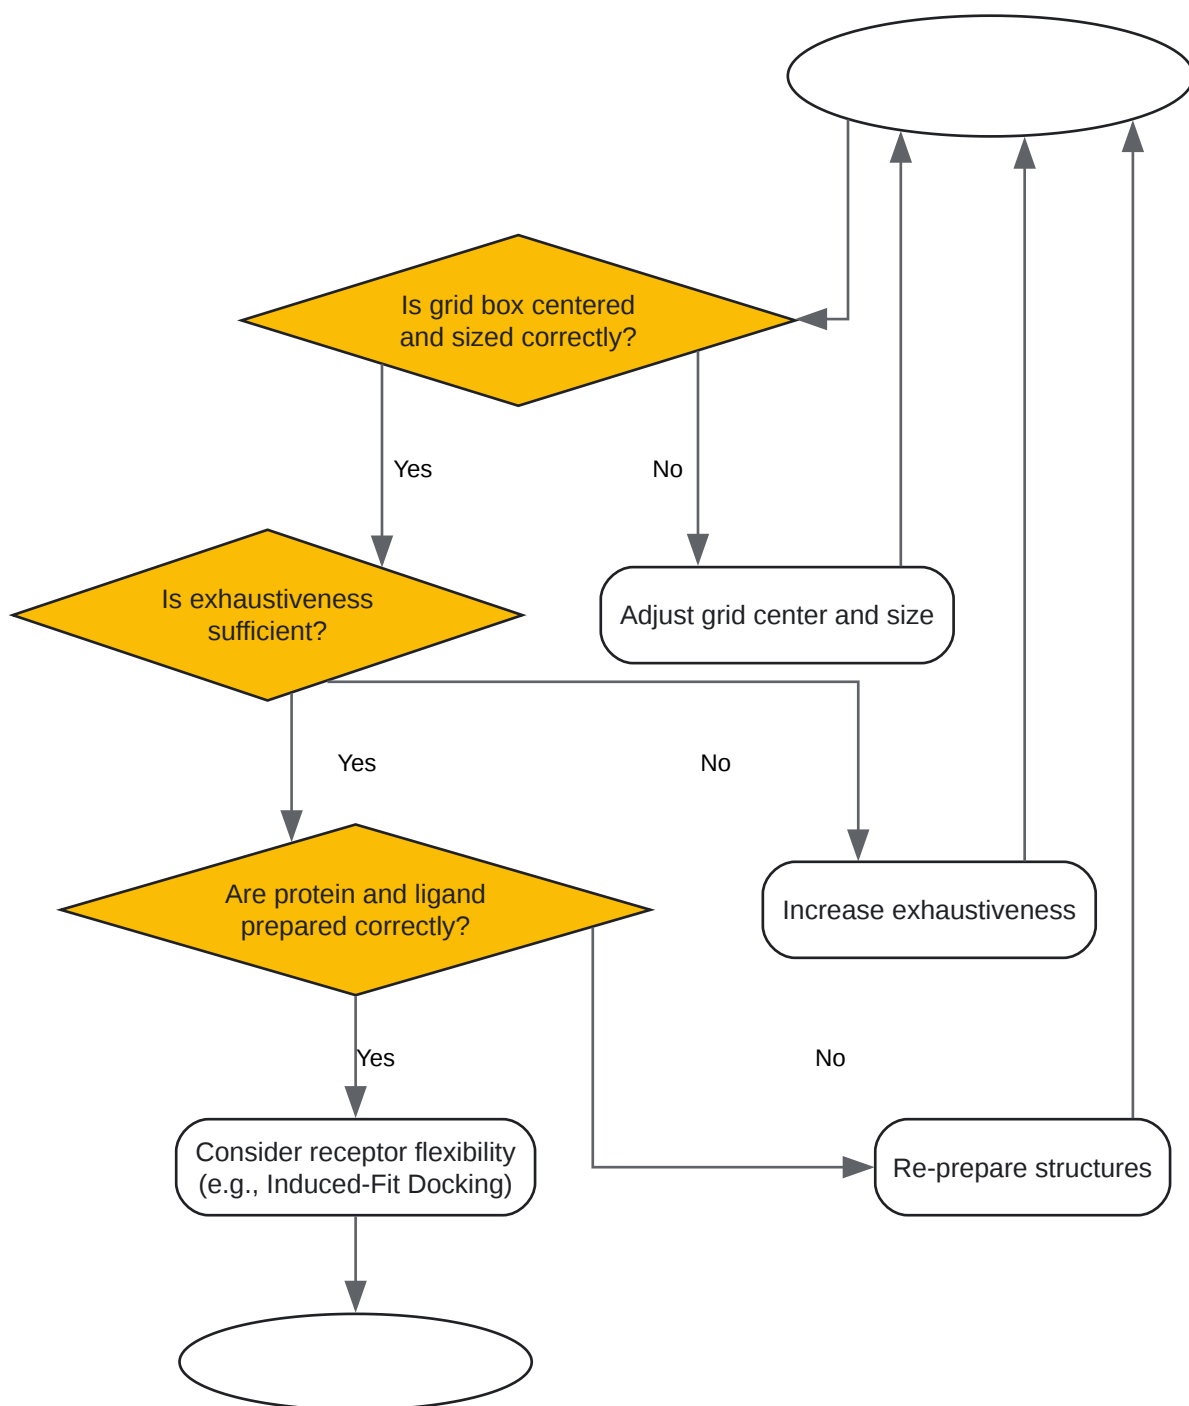 Is grid box centered
and sized correctly?
Yes
No
Is exhaustiveness
sufficient?
Adjust grid center and size
Yes
No
Are protein and ligand
prepared correctly?
Increase exhaustiveness
Yes
No
Consider receptor flexibility
(e.g., Induced-Fit Docking)
Re-prepare structures